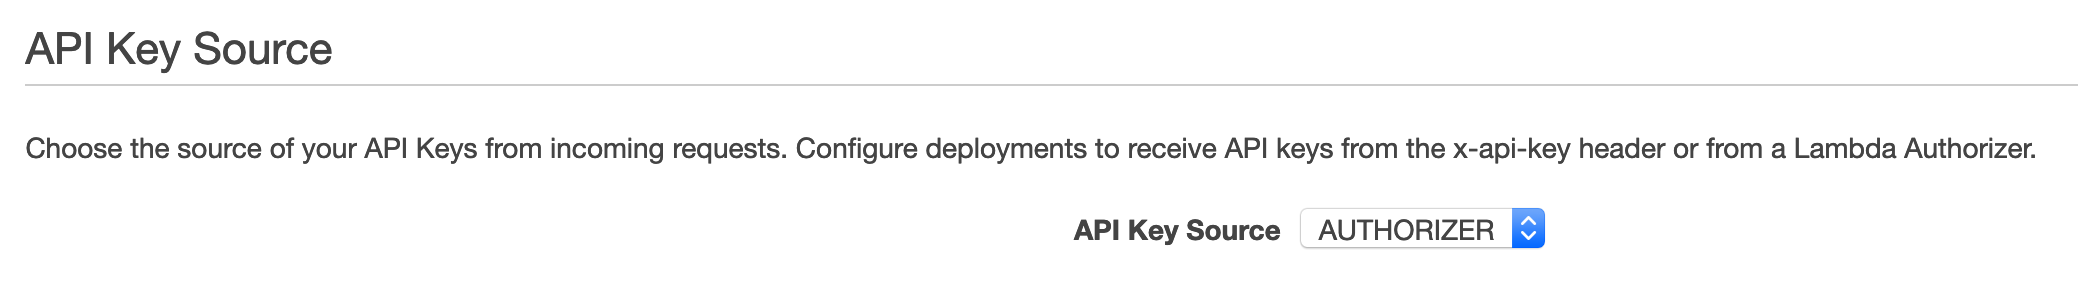 API Key Source
Choose the source of your API Keys from incoming requests. Configure deployments to receive API keys from the x-api-key header or from a Lambda Authorizer.
API Key Source AUTHORIZER